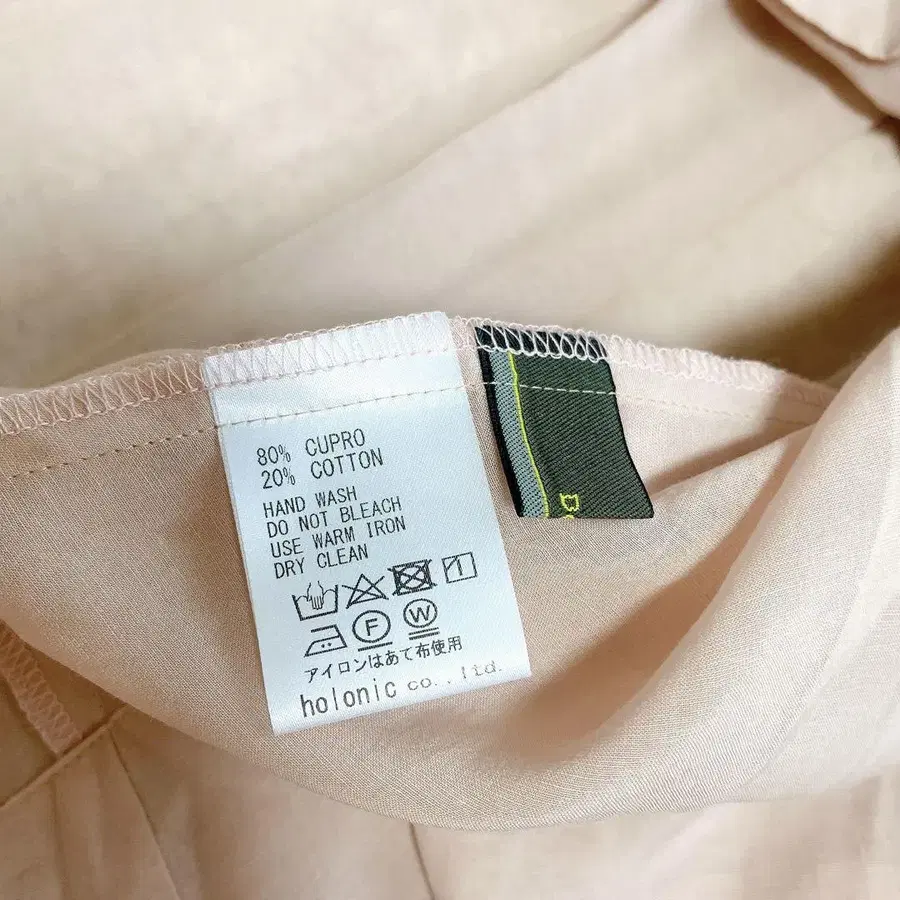 80% CUPRO
20% COTTON
HAND WASH
DO NOT BLEACH
USE WARM IRON
DRY CLEAN
F
W
アイロンはあて布使用
holonic co.,ltd.